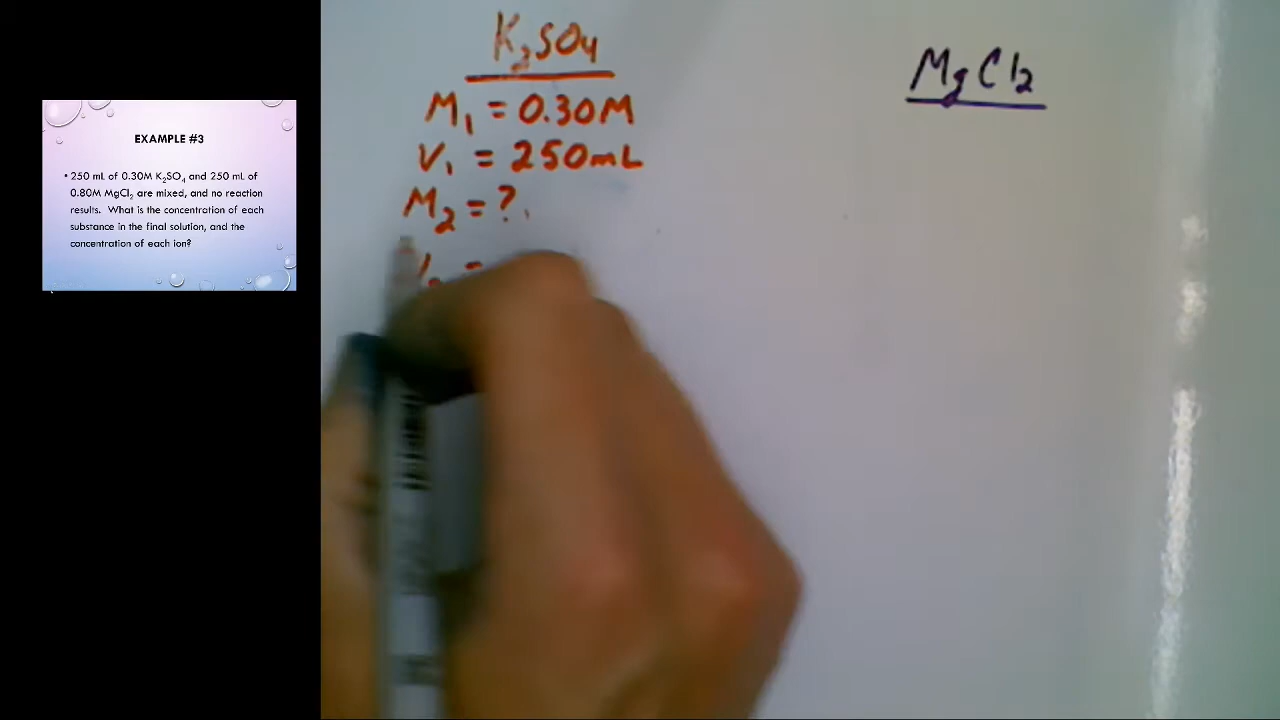 EXAMPLE #3
• 250 mL of 0.30M K₂SO₄ and 250 mL of
0.80M MgCl₂ are mixed, and no reaction
results. What is the concentration of each
substance in the final solution, and the
concentration of each ion?
K₂SO₄
M₁ = 0.30M
V₁ = 250mL
M₂ = ?
MgCl₂